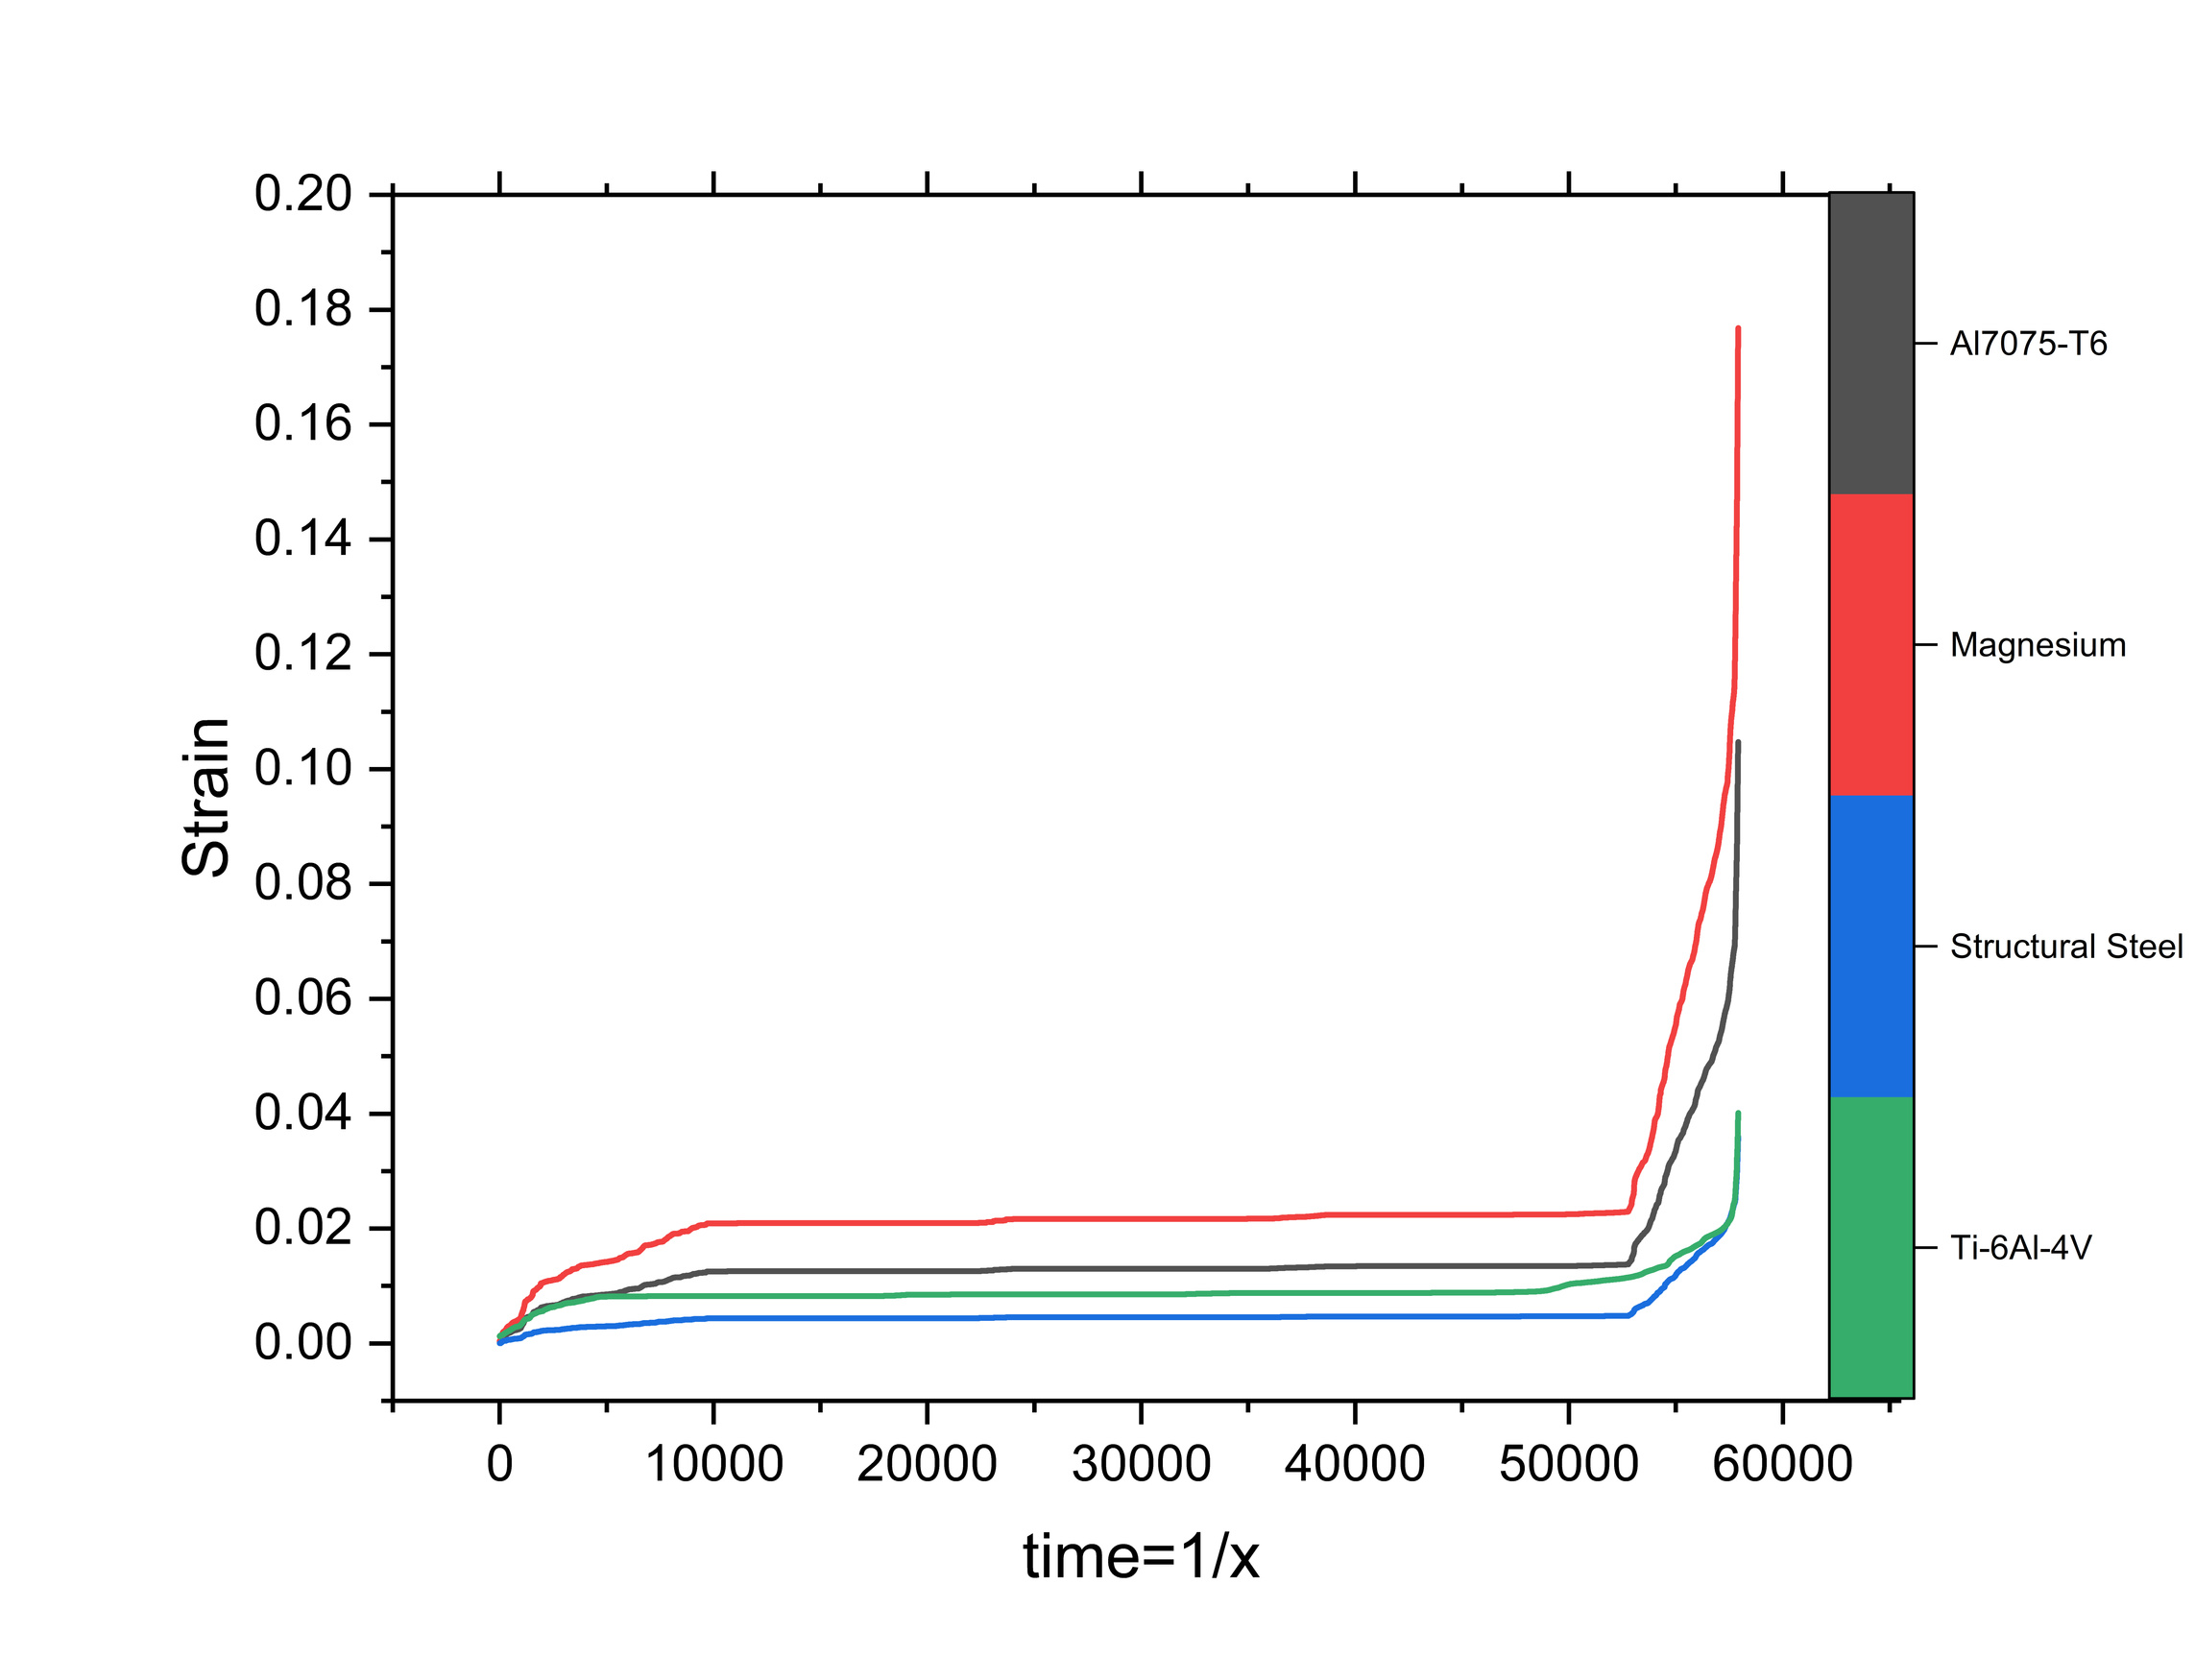 0.20
0.18
0.16
0.14
0.12
0.10
0.08
0.06
0.04
0.02
0.00
Strain
0 10000 20000 30000 40000 50000 60000
time=1/x
Al7075-T6
Magnesium
Structural Steel
Ti-6Al-4V